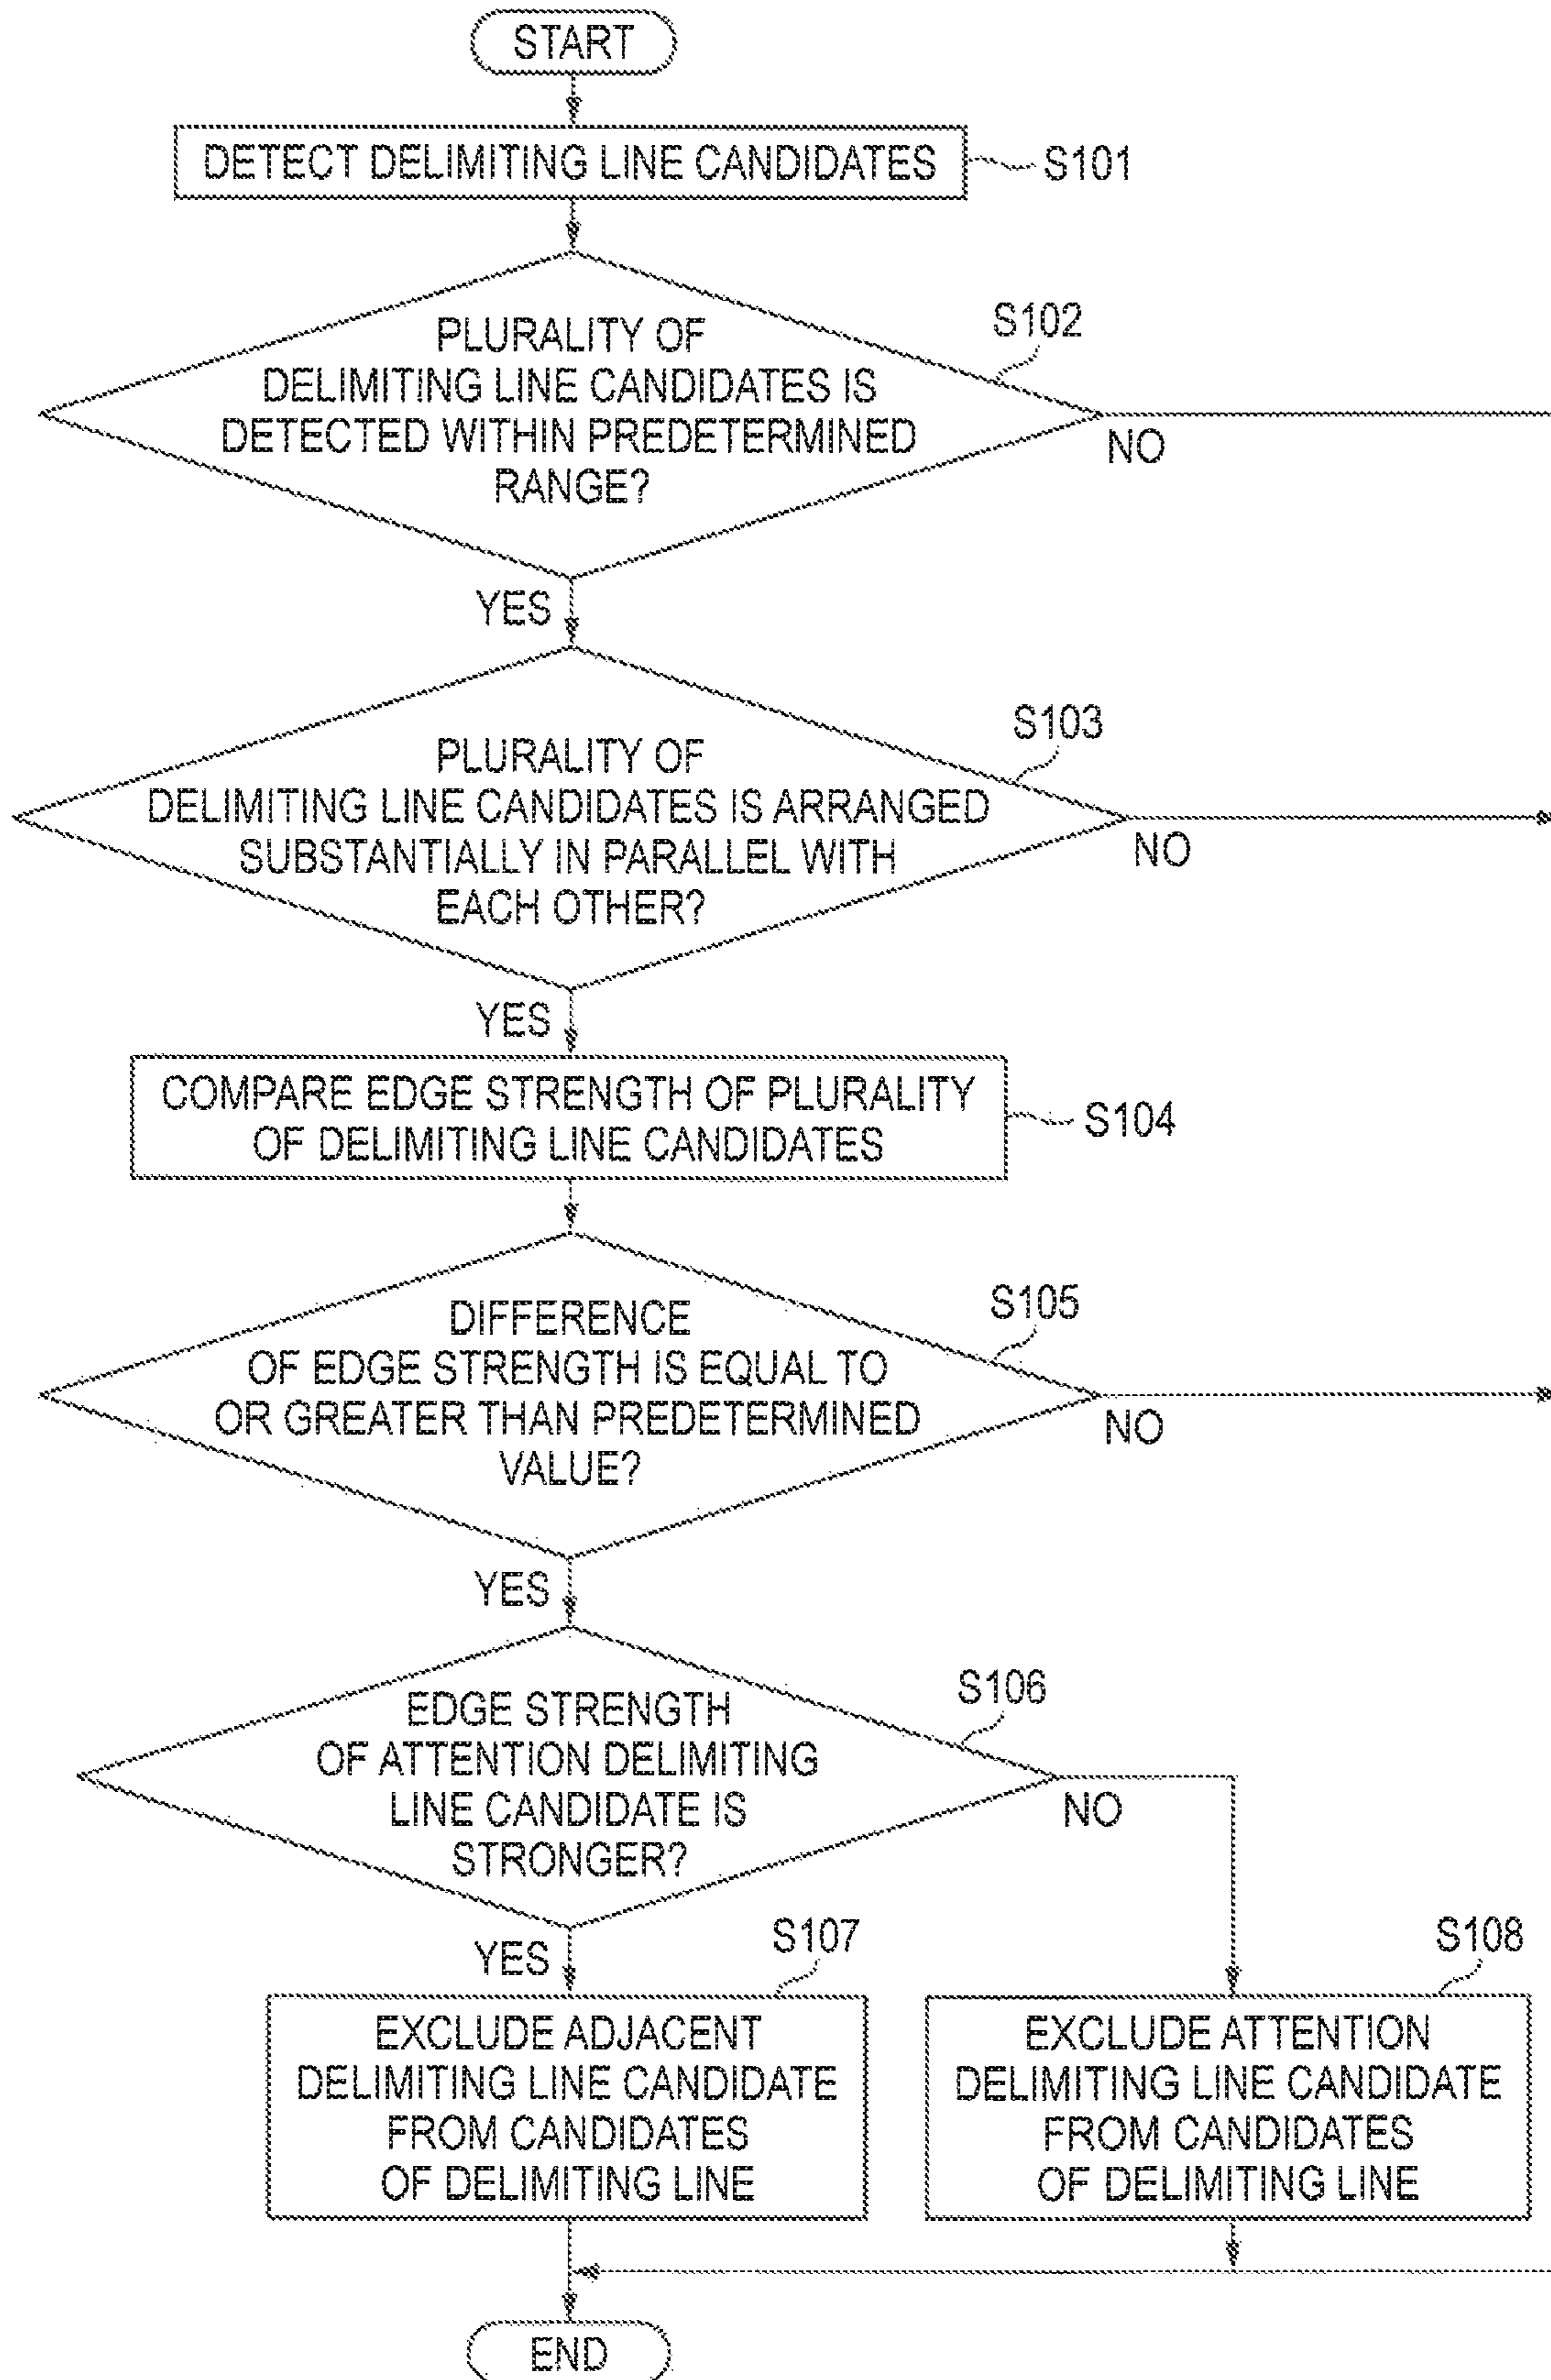 START
DETECT DELIMITING LINE CANDIDATES
S101
PLURALITY OF
DELIMITING LINE CANDIDATES IS
DETECTED WITHIN PREDETERMINED
RANGE?
S102
NO
YES
PLURALITY OF
DELIMITING LINE CANDIDATES IS ARRANGED
SUBSTANTIALLY IN PARALLEL WITH
EACH OTHER?
S103
NO
YES
COMPARE EDGE STRENGTH OF PLURALITY
OF DELIMITING LINE CANDIDATES
S104
DIFFERENCE
OF EDGE STRENGTH IS EQUAL TO
OR GREATER THAN PREDETERMINED
VALUE?
S105
NO
YES
EDGE STRENGTH
OF ATTENTION DELIMITING
LINE CANDIDATE IS
STRONGER?
S106
NO
YES
S107
EXCLUDE ADJACENT
DELIMITING LINE CANDIDATE
FROM CANDIDATES
OF DELIMITING LINE
S108
EXCLUDE ATTENTION
DELIMITING LINE CANDIDATE
FROM CANDIDATES
OF DELIMITING LINE
END